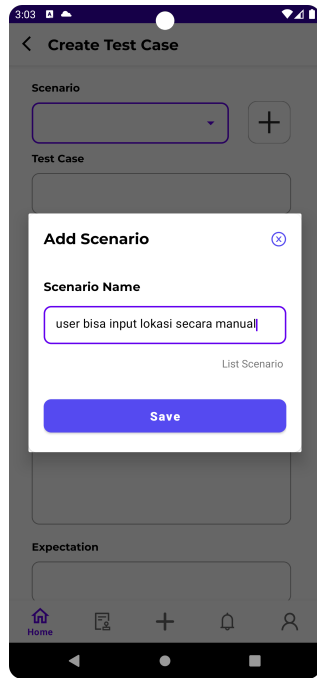 3:03
Create Test Case
Scenario
Test Case
Add Scenario
Scenario Name
user bisa input lokasi secara manual
List Scenario
Save
Expectation
Home